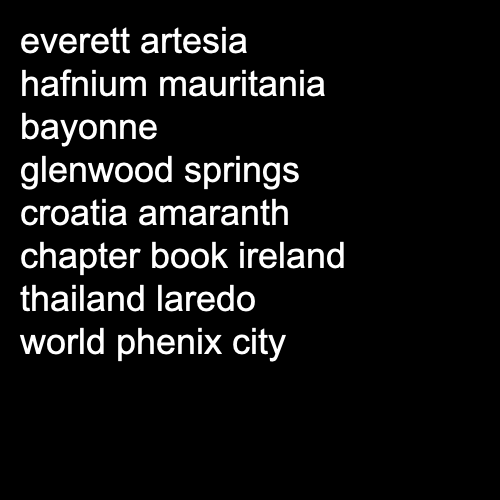 everett artesia
hafnium mauritania
bayonne
glenwood springs
croatia amaranth
chapter book ireland
thailand laredo
world phenix city